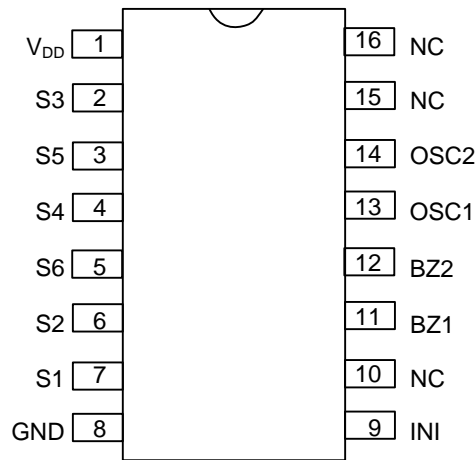 V_DD 1 16 NC
S3 2 15 NC
S5 3 14 OSC2
S4 4 13 OSC1
S6 5 12 BZ2
S2 6 11 BZ1
S1 7 10 NC
GND 8 9 INI